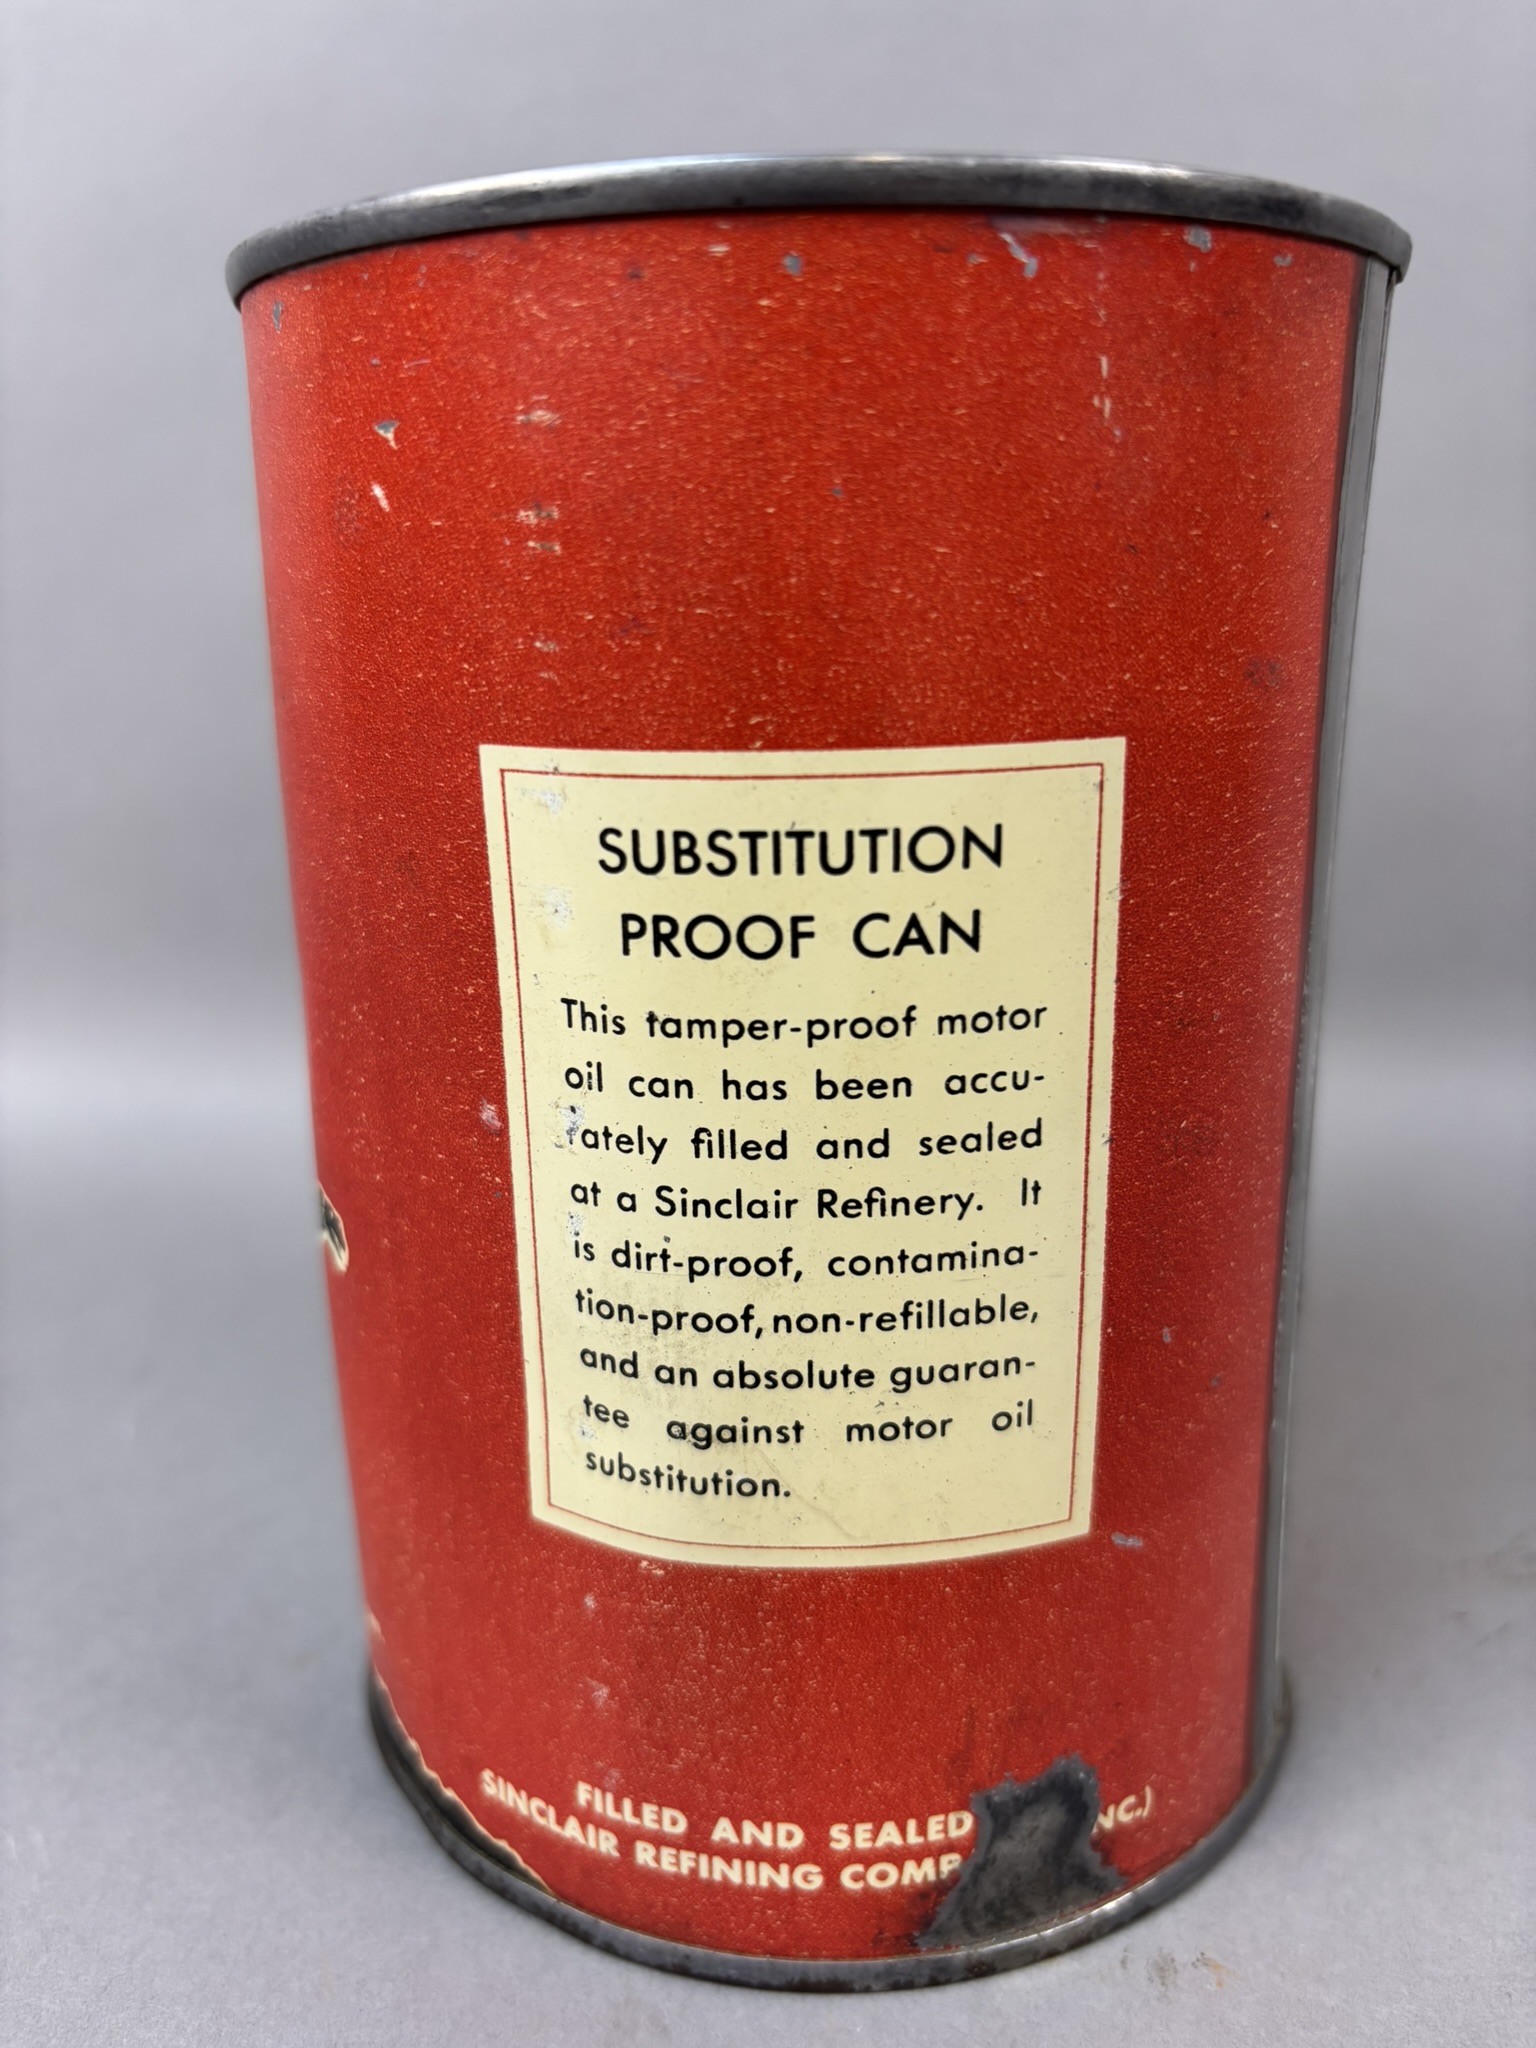 SUBSTITUTION
PROOF CAN
This tamper-proof motor
oil can has been accu-
rately filled and sealed
at a Sinclair Refinery. It
is dirt-proof, contamina-
tion-proof, non-refillable,
and an absolute guaran-
tee against motor oil
substitution.
FILLED AND SEALED
SINCLAIR REFINING COMP NC.)